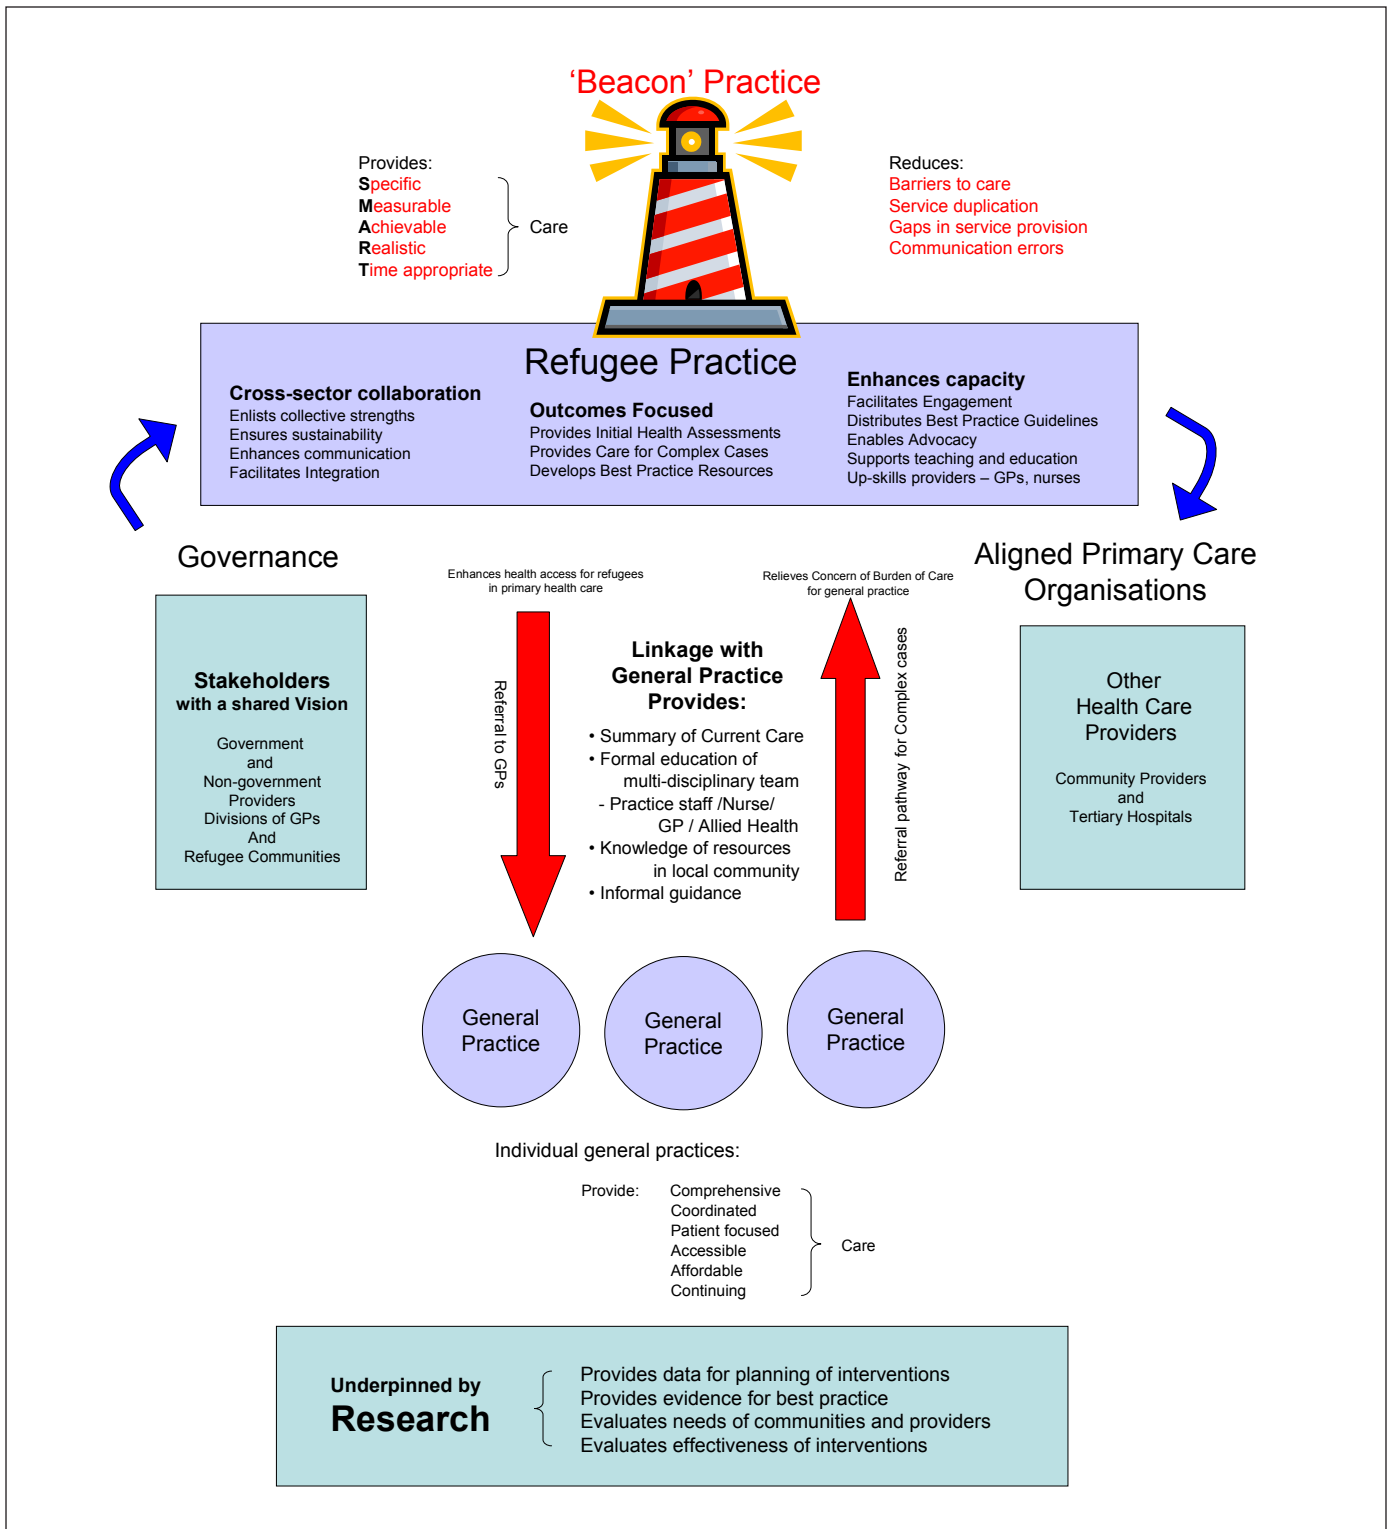 ‘Beacon’ Practice
Provides:
Specific
Measurable
Achievable
Realistic
Time appropriate
Care
Reduces:
Barriers to care
Service duplication
Gaps in service provision
Communication errors
Refugee Practice
Cross-sector collaboration
Enlists collective strengths
Ensures sustainability
Enhances communication
Facilitates Integration
Outcomes Focused
Provides Initial Health Assessments
Provides Care for Complex Cases
Develops Best Practice Resources
Enhances capacity
Facilitates Engagement
Distributes Best Practice Guidelines
Enables Advocacy
Supports teaching and education
Up-skills providers – GPs, nurses
Governance
Stakeholders
with a shared Vision
Government
and
Non-government
Providers
Divisions of GPs
And
Refugee Communities
Enhances health access for refugees
in primary health care
Referral to GPs
Linkage with
General Practice
Provides:
• Summary of Current Care
• Formal education of
multi-disciplinary team
- Practice staff /Nurse/
GP / Allied Health
• Knowledge of resources
in local community
• Informal guidance
Relieves Concern of Burden of Care
for general practice
Referral pathway for Complex cases
Aligned Primary Care
Organisations
Other
Health Care
Providers
Community Providers
and
Tertiary Hospitals
General
Practice
General
Practice
General
Practice
Individual general practices:
Provide:
Comprehensive
Coordinated
Patient focused
Accessible
Affordable
Continuing
Care
Underpinned by
Research
Provides data for planning of interventions
Provides evidence for best practice
Evaluates needs of communities and providers
Evaluates effectiveness of interventions